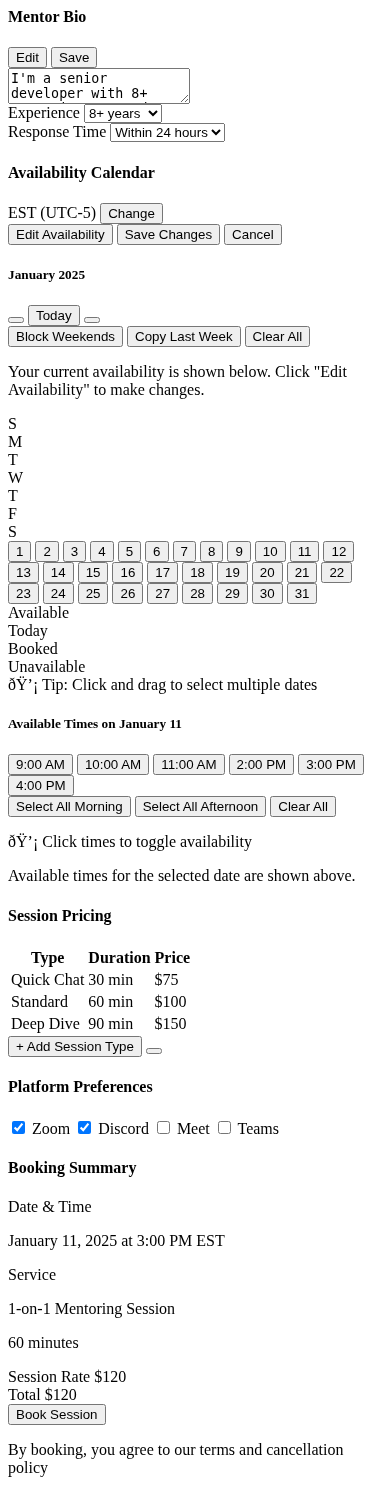 Mentor Bio
Edit Save
I'm a senior
developer with 8+
Experience 8+ years
Response Time Within 24 hours
Availability Calendar
EST (UTC-5) Change
Edit Availability Save Changes Cancel
January 2025
Today
Block Weekends Copy Last Week Clear All
Your current availability is shown below. Click "Edit
Availability" to make changes.
S
M
T
W
T
F
S
1 2 3 4 5 6 7 8 9 10 11 12
13 14 15 16 17 18 19 20 21 22
23 24 25 26 27 28 29 30 31
Available
Today
Booked
Unavailable
ðŸ’¡ Tip: Click and drag to select multiple dates
Available Times on January 11
9:00 AM 10:00 AM 11:00 AM 2:00 PM 3:00 PM
4:00 PM
Select All Morning Select All Afternoon Clear All
ðŸ’¡ Click times to toggle availability
Available times for the selected date are shown above.
Session Pricing
Type Duration Price
Quick Chat 30 min $75
Standard 60 min $100
Deep Dive 90 min $150
+ Add Session Type
Platform Preferences
Zoom Discord Meet Teams
Booking Summary
Date & Time
January 11, 2025 at 3:00 PM EST
Service
1-on-1 Mentoring Session
60 minutes
Session Rate $120
Total $120
Book Session
By booking, you agree to our terms and cancellation
policy